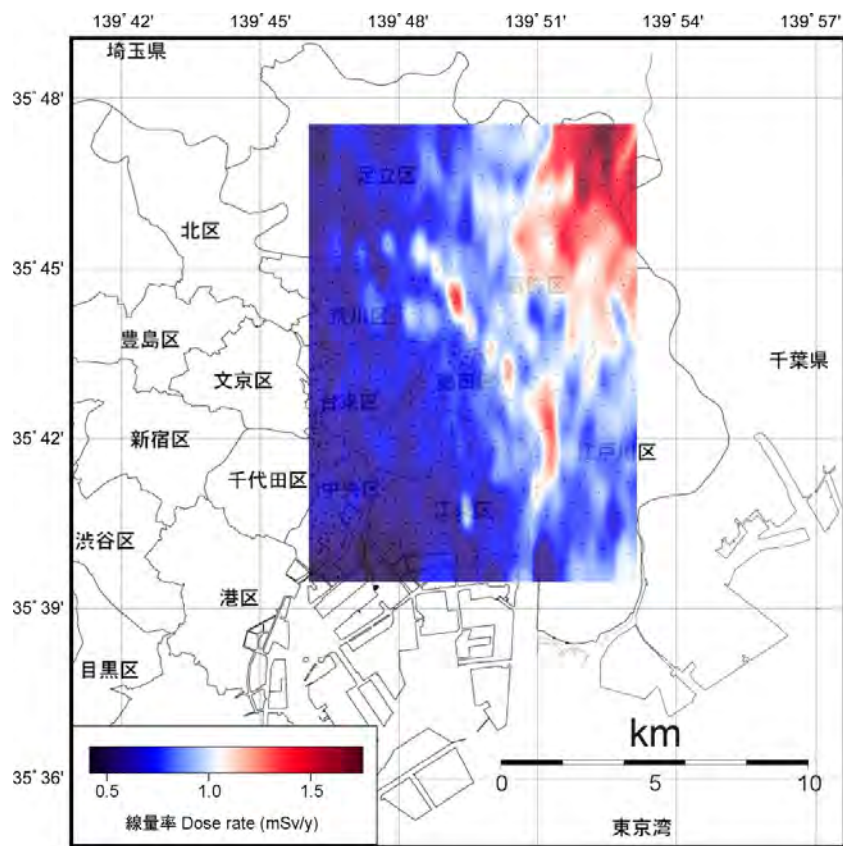 139˚ 42' 139˚ 45' 139˚ 48' 139˚ 51' 139˚ 54' 139˚ 57'
埼玉県
35˚ 48'
足立区
北区
35˚ 45'
葛飾区
荒川区
豊島区
千葉県
文京区
墨田区
台東区
35˚ 42'
新宿区
江戸川区
千代田区
中央区
江東区
渋谷区
35˚ 39'
港区
目黒区
km
35˚ 36'
0 5 10
0.5 1.0 1.5
線量率 Dose rate (mSv/y)
東京湾